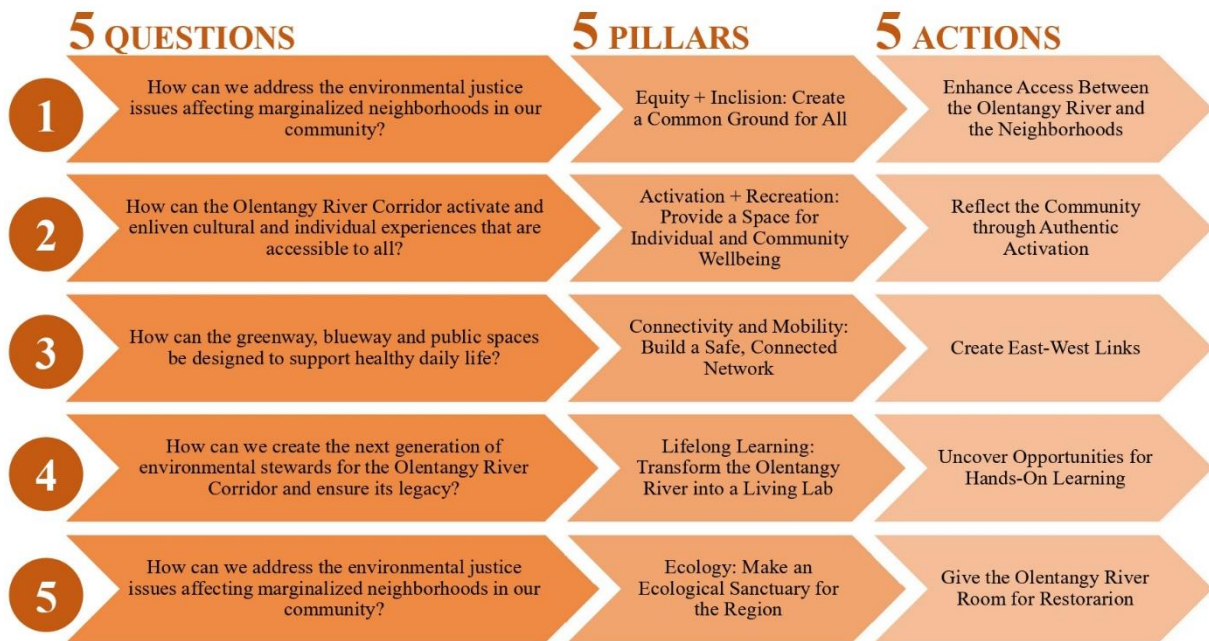 5 QUESTIONS
5 PILLARS
5 ACTIONS
1
How can we address the environmental justice
issues affecting marginalized neighborhoods in our
community?
Equity + Inclision: Create
a Common Ground for All
Enhance Access Between
the Olentangy River and
the Neighborhoods
2
How can the Olentangy River Corridor activate and
enliven cultural and individual experiences that are
accessible to all?
Activation + Recreation:
Provide a Space for
Individual and Community
Wellbeing
Reflect the Community
through Authentic
Activation
3
How can the greenway, blueway and public spaces
be designed to support healthy daily life?
Connectivity and Mobility:
Build a Safe, Connected
Network
Create East-West Links
4
How can we create the next generation of
environmental stewards for the Olentangy River
Corridor and ensure its legacy?
Lifelong Learning:
Transform the Olentangy
River into a Living Lab
Uncover Opportunities for
Hands-On Learning
5
How can we address the environmental justice
issues affecting marginalized neighborhoods in our
community?
Ecology: Make an
Ecological Sanctuary for
the Region
Give the Olentangy River
Room for Restorarion